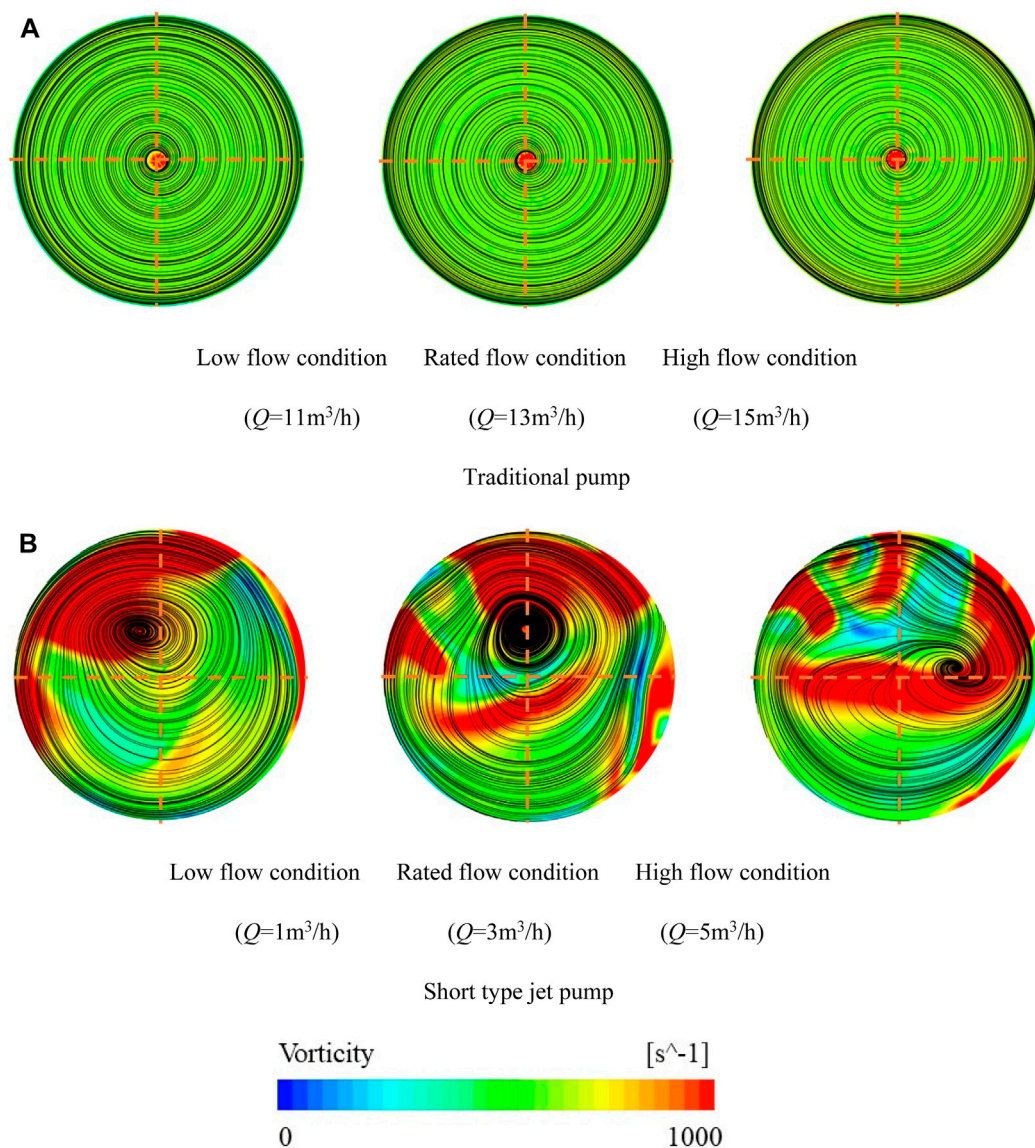 A
Low flow condition Rated flow condition High flow condition
(Q=11m³/h) (Q=13m³/h) (Q=15m³/h)
Traditional pump
B
Low flow condition Rated flow condition High flow condition
(Q=1m³/h) (Q=3m³/h) (Q=5m³/h)
Short type jet pump
Vorticity [s^-1]
0 1000